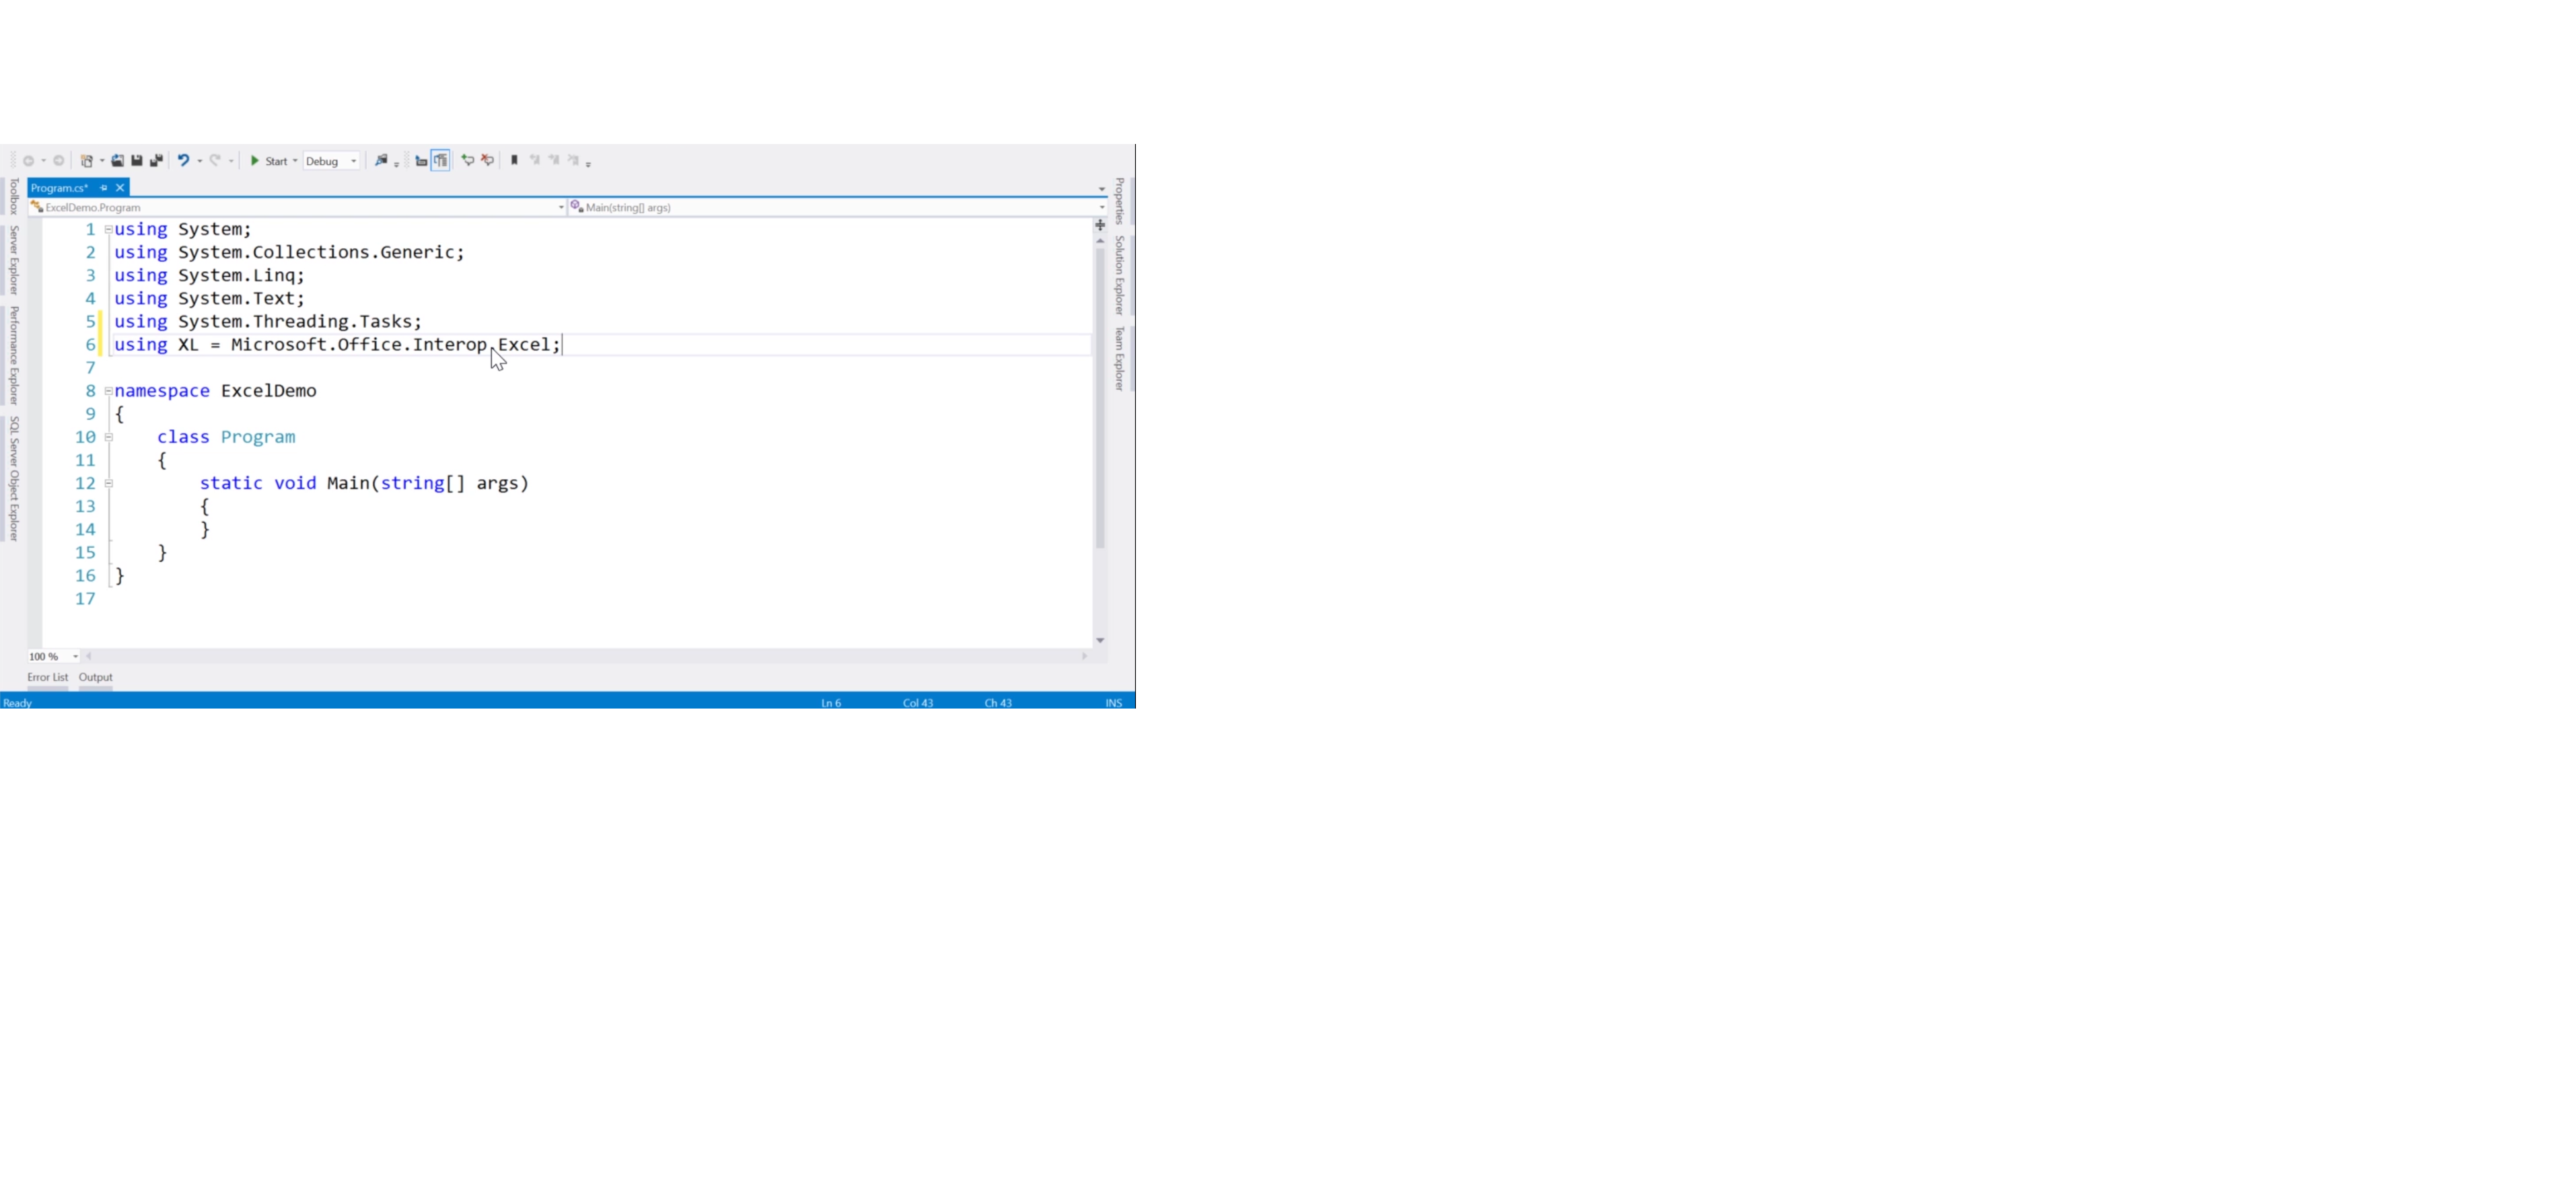 Start Debug
Program.cs*
ExcelDemo.Program Main(string[] args)
Toolbox
Server Explorer
Performance Explorer
SQL Server Object Explorer
1 using System;
2 using System.Collections.Generic;
3 using System.Linq;
4 using System.Text;
5 using System.Threading.Tasks;
6 using XL = Microsoft.Office.Interop.Excel;
7
8 namespace ExcelDemo
9 {
10 class Program
11 {
12 static void Main(string[] args)
13 {
14 }
15 }
16 }
17
Properties
Solution Explorer
Team Explorer
100 %
Error List Output
Ready Ln 6 Col 43 Ch 43 INS